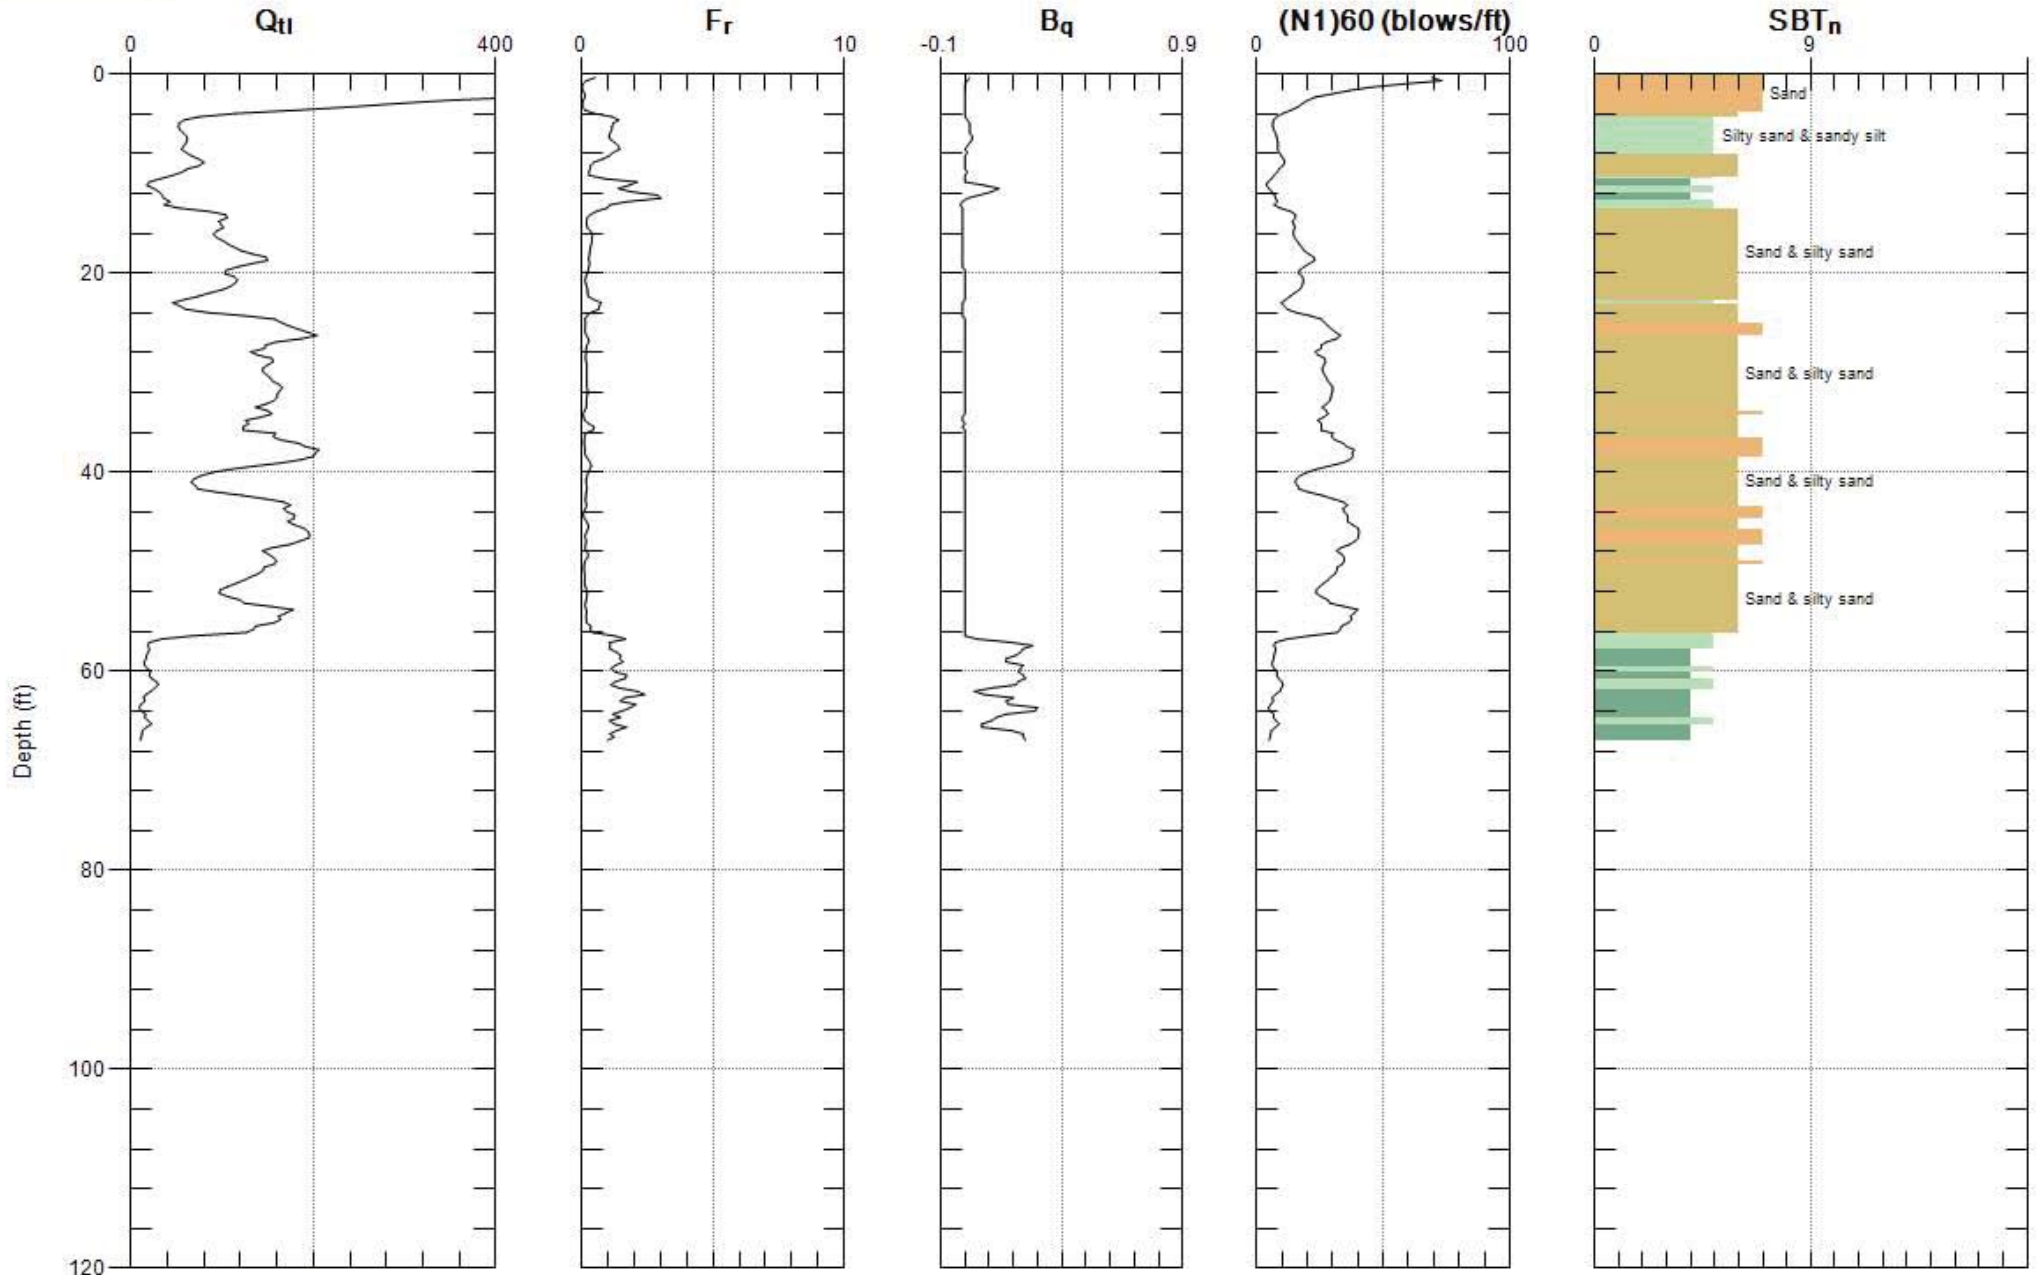 Qtl Fr Bq (N1)60 (blows/ft) SBTn
0 400 0 10 -0.1 0.9 0 100 0 9
0
Sand
Silty sand & sandy silt
Sand & silty sand
20
Sand & silty sand
40
Sand & silty sand
Sand & silty sand
60
Depth (ft)
80
100
120